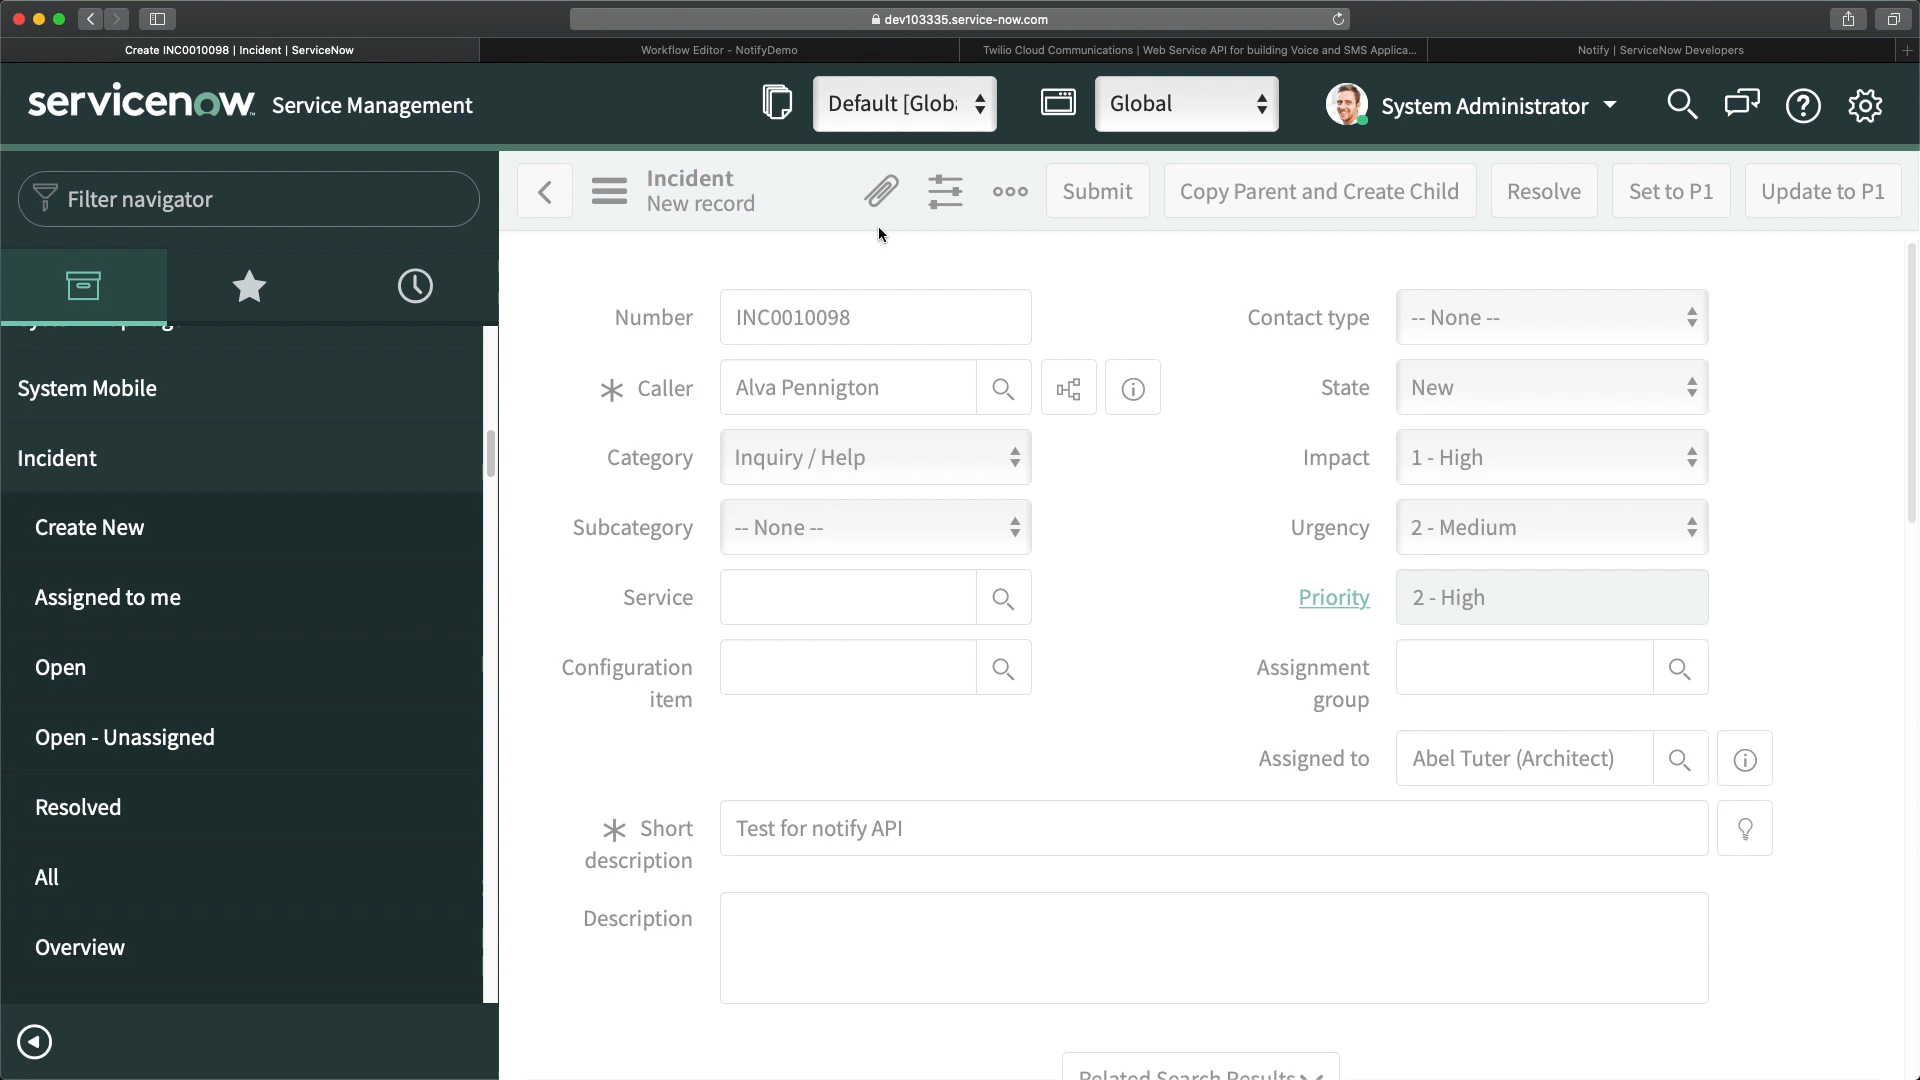 dev103335.service-now.com
Create INC0010098 | Incident | ServiceNow
Workflow Editor - NotifyDemo
Twilio Cloud Communications | Web Service API for building Voice and SMS Applica...
Notify | ServiceNow Developers
servicenow Service Management
Default [Globa
Global
System Administrator
Filter navigator
System Mobile
Incident
Create New
Assigned to me
Open
Open - Unassigned
Resolved
All
Overview
Incident
New record
Submit
Copy Parent and Create Child
Resolve
Set to P1
Update to P1
Number
INC0010098
Contact type
-- None --
Caller
Alva Pennigton
State
New
Category
Inquiry / Help
Impact
1 - High
Subcategory
-- None --
Urgency
2 - Medium
Service
Priority
2 - High
Configuration
item
Assignment
group
Assigned to
Abel Tuter (Architect)
Short
description
Test for notify API
Description
Related Search Results